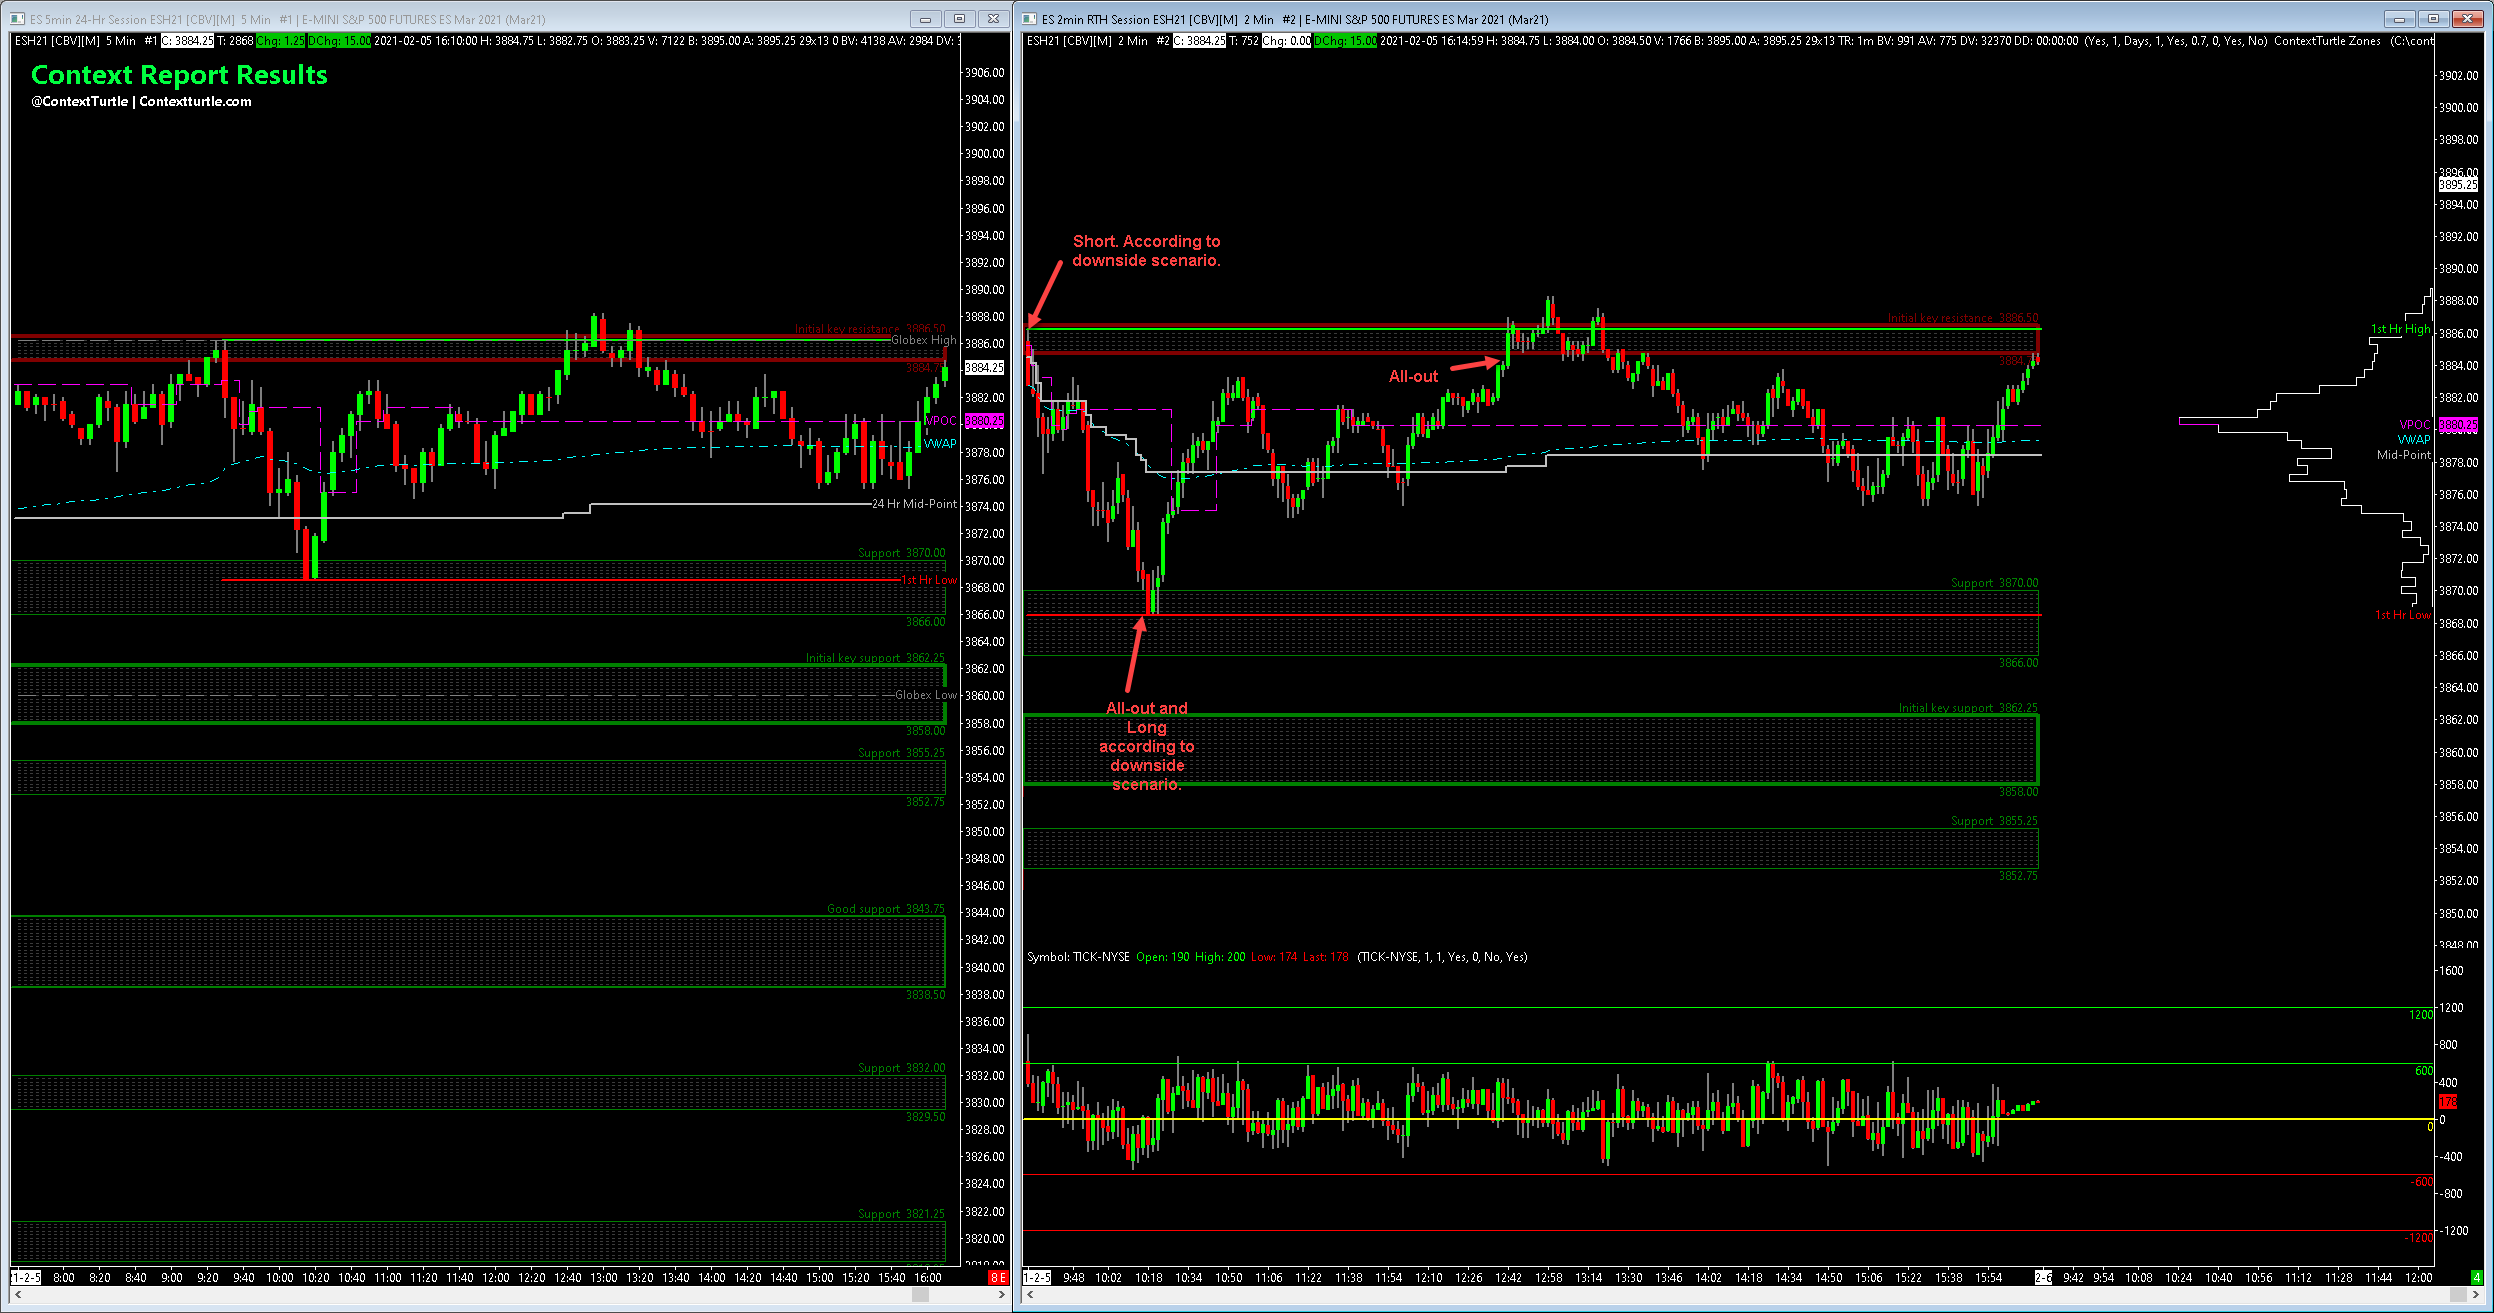 ES 5min 24-Hr Session ESH21 [CBV][M] 5 Min #1 | E-MINI S&P 500 FUTURES ES Mar 2021 (Mar21)
ESH21 [CBV][M] 5 Min #1 C: 3884.25 T: 2868 Chg: 1.25 DChg: 15.00 2021-02-05 16:10:00 H: 3884.75 L: 3882.75 O: 3883.25 V: 7122 B: 3895.00 A: 3895.25 29x13 0 BV: 4138 AV: 2984 DV:
Context Report Results
@ContextTurtle | Contextturtle.com
Initial key resistance 3886.50
Globex High
VPOC
VWAP
24 Hr Mid-Point
Support 3870.00
1st Hr Low
3866.00
Initial key support 3862.25
Globex Low
3858.00
Support 3855.25
3852.75
Good support 3843.75
3838.50
Support 3832.00
3829.50
Support 3821.25
3906.00
3904.00
3902.00
3900.00
3898.00
3896.00
3894.00
3892.00
3890.00
3888.00
3886.00
3884.25
3882.00
3880.25
3878.00
3876.00
3874.00
3872.00
3870.00
3868.00
3866.00
3864.00
3862.00
3860.00
3858.00
3856.00
3854.00
3852.00
3850.00
3848.00
3846.00
3844.00
3842.00
3840.00
3838.00
3836.00
3834.00
3832.00
3830.00
3828.00
3826.00
3824.00
3822.00
3820.00
1-2-5 8:00 8:20 8:40 9:00 9:20 9:40 10:00 10:20 10:40 11:00 11:20 11:40 12:00 12:20 12:40 13:00 13:20 13:40 14:00 14:20 14:40 15:00 15:20 15:40 16:00 8 E
ES 2min RTH Session ESH21 [CBV][M] 2 Min #2 | E-MINI S&P 500 FUTURES ES Mar 2021 (Mar21)
ESH21 [CBV][M] 2 Min #2 C: 3884.25 T: 752 Chg: 0.00 DChg: 15.00 2021-02-05 16:14:59 H: 3884.75 L: 3884.00 O: 3884.50 V: 1766 B: 3895.00 A: 3895.25 29x13 TR: 1m BV: 991 AV: 775 DV: 32370 DD: 00:00:00 (Yes, 1, Days, 1, Yes, 0.7, 0, Yes, No) ContextTurtle Zones (C:\cont
Short. According to
downside scenario.
Initial key resistance 3886.50
1st Hr High
All-out
VPOC
VWAP
Mid-Point
Support 3870.00
1st Hr Low
3866.00
All-out and
Long
according to
downside
scenario.
Initial key support 3862.25
3858.00
Support 3855.25
3852.75
3902.00
3900.00
3898.00
3896.00
3895.25
3894.00
3892.00
3890.00
3888.00
3886.00
3884.00
3882.00
3880.25
3878.00
3876.00
3874.00
3872.00
3870.00
3868.00
3866.00
3864.00
3862.00
3860.00
3858.00
3856.00
3854.00
3852.00
3850.00
3848.00
Symbol: TICK-NYSE Open: 190 High: 200 Low: 174 Last: 178 (TICK-NYSE, 1, 1, Yes, 0, No, Yes)
1600
1200
1200
800
600
400
178
0
0
-400
-600
-800
-1200
-1200
1-2-5 9:48 10:02 10:18 10:34 10:50 11:06 11:22 11:38 11:54 12:10 12:26 12:42 12:58 13:14 13:30 13:46 14:02 14:18 14:34 14:50 15:06 15:22 15:38 15:54 2-6 9:42 9:54 10:08 10:24 10:40 10:56 11:12 11:28 11:44 12:00 4